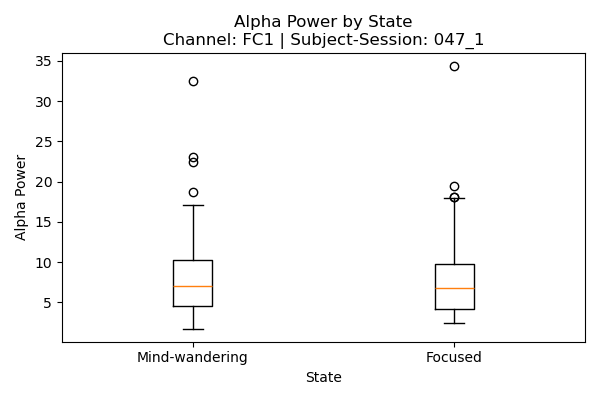 Alpha Power by State
Channel: FC1 | Subject-Session: 047_1
Alpha Power
35
30
25
20
15
10
5
Mind-wandering
Focused
State